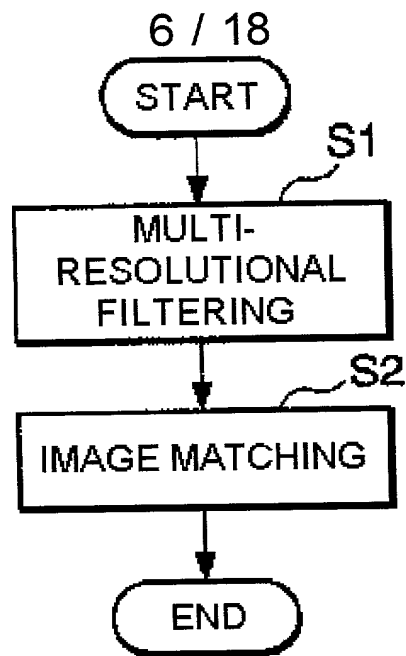 6 / 18
START
S1
MULTI-
RESOLUTIONAL
FILTERING
S2
IMAGE MATCHING
END